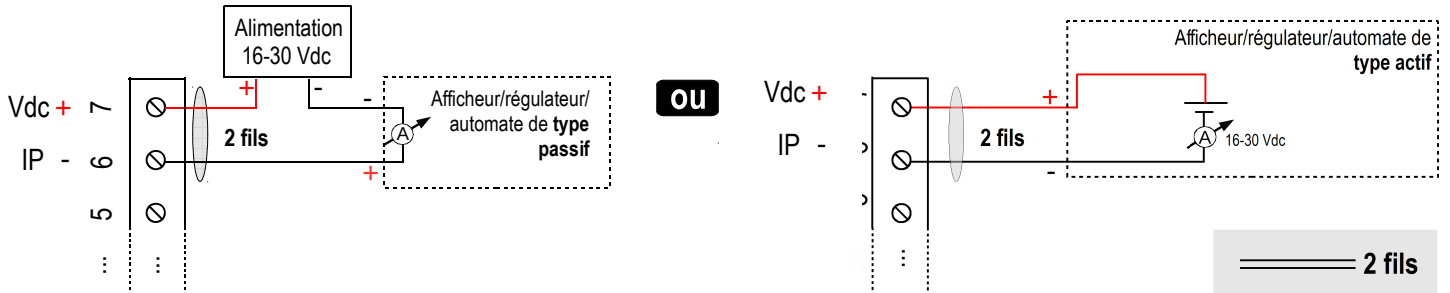 Alimentation
16-30 Vdc
+
-
Vdc + 7
-
Afficheur/régulateur/
automate de type
passif
2 fils
A
IP - 6
+
5
...
...
ou
Afficheur/régulateur/automate de
type actif
Vdc +
+
2 fils
A
16-30 Vdc
IP -
-
...
2 fils